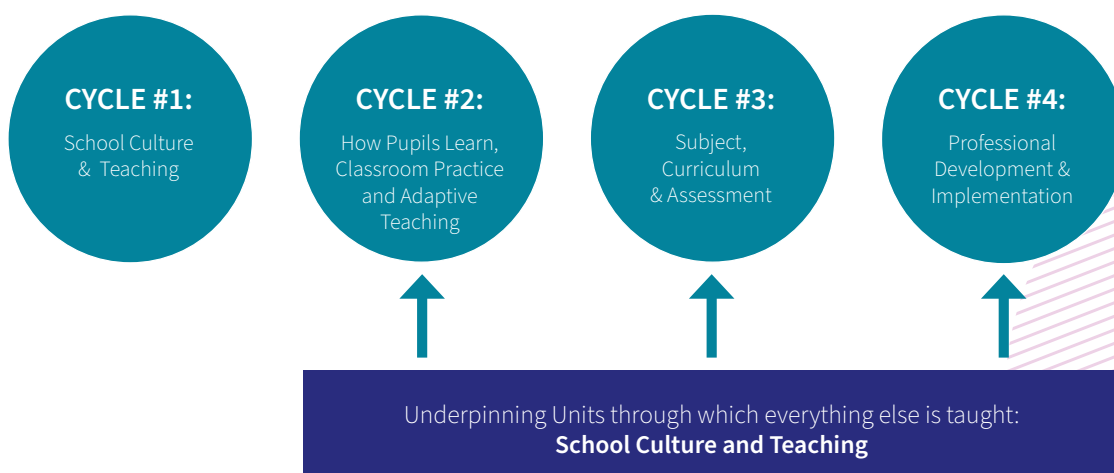 CYCLE #1:
School Culture
& Teaching
CYCLE #2:
How Pupils Learn,
Classroom Practice
and Adaptive
Teaching
CYCLE #3:
Subject,
Curriculum
& Assessment
CYCLE #4:
Professional
Development &
Implementation
Underpinning Units through which everything else is taught:
School Culture and Teaching